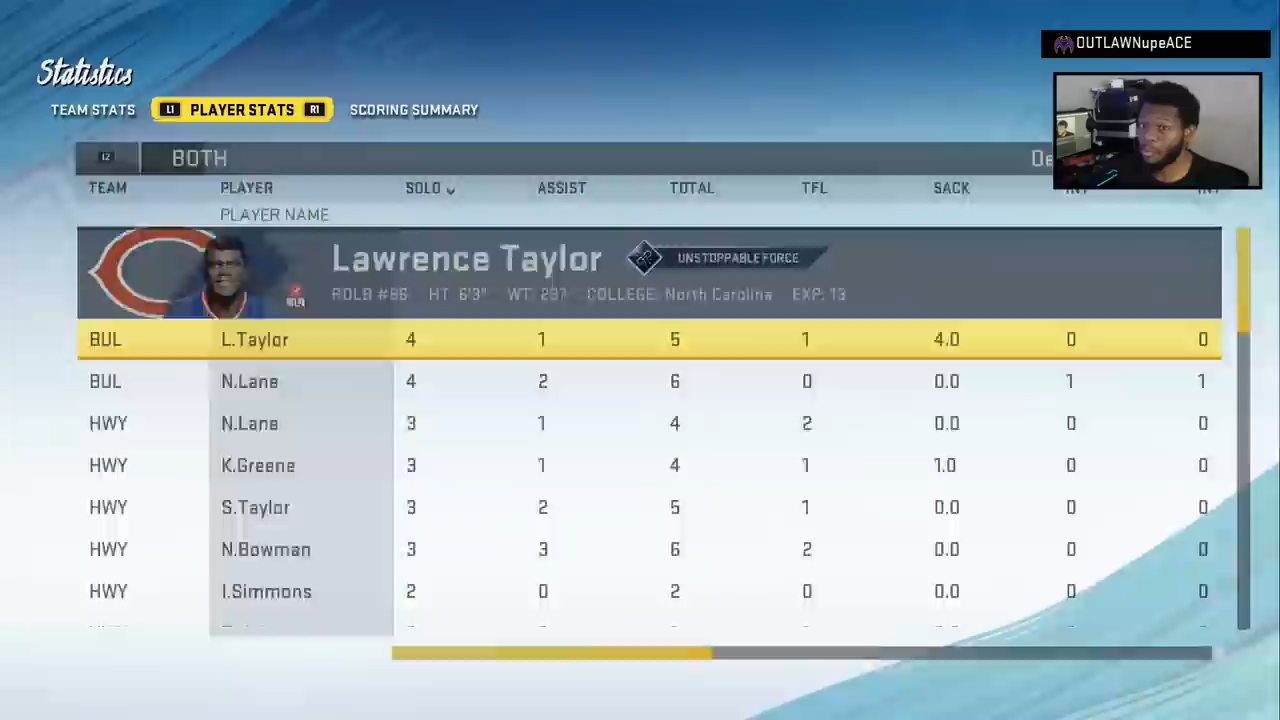 OUTLAWNupeACE
Statistics
TEAM STATS L1 PLAYER STATS R1 SCORING SUMMARY
BOTH De
TEAM PLAYER SOLO ASSIST TOTAL TFL SACK
PLAYER NAME
Lawrence Taylor UNSTOPPABLE FORCE
ROLB #56 HT: 6'3" WT: 237 COLLEGE: North Carolina EXP: 13
BUL L.Taylor 4 1 5 1 4.0 0 0
BUL N.Lane 4 2 6 0 0.0 1 1
HWY N.Lane 3 1 4 2 0.0 0 0
HWY K.Greene 3 1 4 1 1.0 0 0
HWY S.Taylor 3 2 5 1 0.0 0 0
HWY N.Bowman 3 3 6 2 0.0 0 0
HWY I.Simmons 2 0 2 0 0.0 0 0